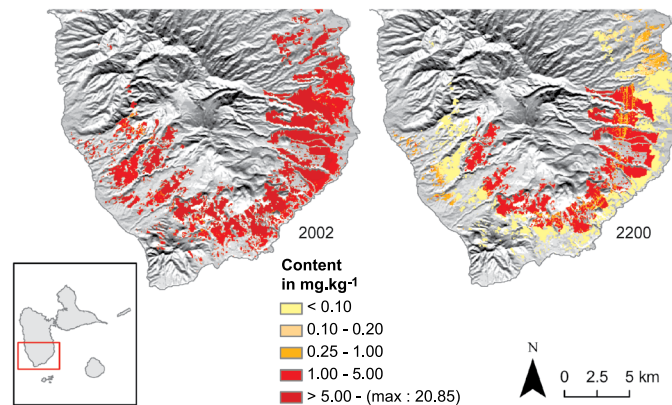 2002
2200
Content
in mg.kg-1
< 0.10
0.10 - 0.20
0.25 - 1.00
1.00 - 5.00
> 5.00 - (max : 20.85)
N
0 2.5 5 km